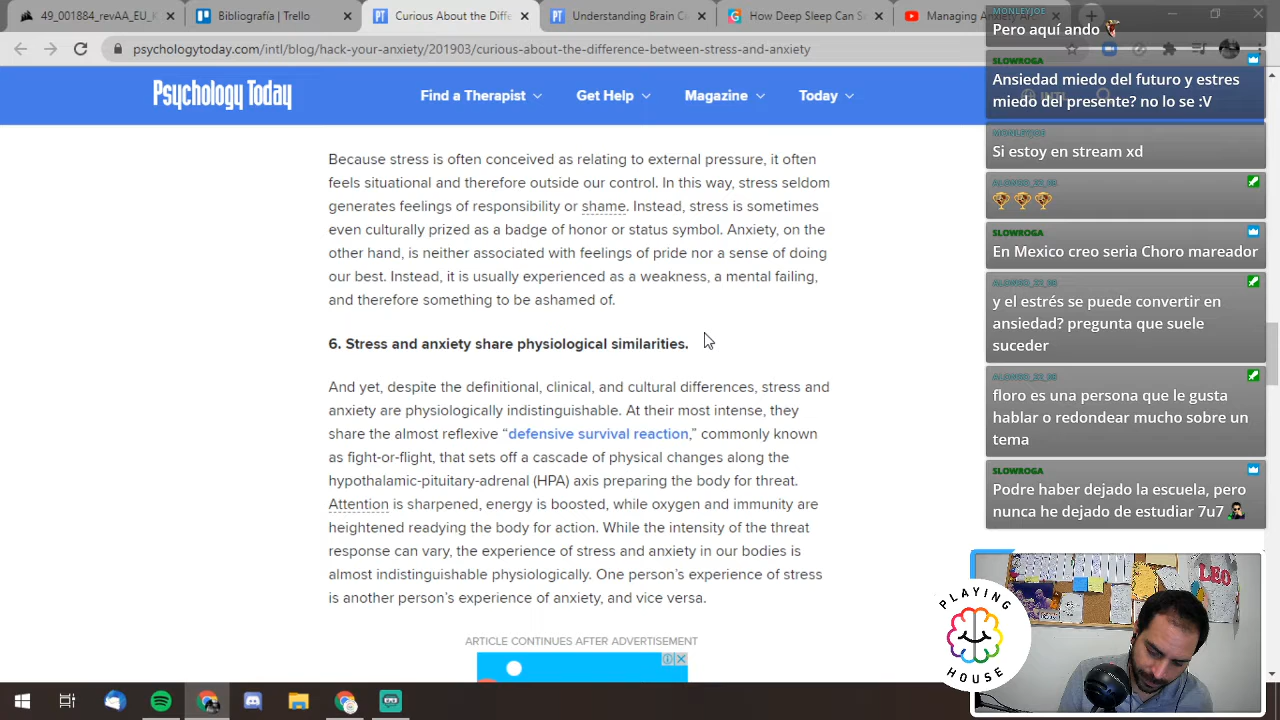 49_001884_revAA_EU_K
Bibliografía | Trello
Curious About the Diffe
Understanding Brain C
How Deep Sleep Can S
Managing Anxiety Ar
psychologytoday.com/intl/blog/hack-your-anxiety/201903/curious-about-the-difference-between-stress-and-anxiety
Psychology Today
Find a Therapist
Get Help
Magazine
Today
Because stress is often conceived as relating to external pressure, it often
feels situational and therefore outside our control. In this way, stress seldom
generates feelings of responsibility or shame. Instead, stress is sometimes
even culturally prized as a badge of honor or status symbol. Anxiety, on the
other hand, is neither associated with feelings of pride nor a sense of doing
our best. Instead, it is usually experienced as a weakness, a mental failing,
and therefore something to be ashamed of.
6. Stress and anxiety share physiological similarities.
And yet, despite the definitional, clinical, and cultural differences, stress and
anxiety are physiologically indistinguishable. At their most intense, they
share the almost reflexive “defensive survival reaction,” commonly known
as fight-or-flight, that sets off a cascade of physical changes along the
hypothalamic-pituitary-adrenal (HPA) axis preparing the body for threat.
Attention is sharpened, energy is boosted, while oxygen and immunity are
heightened readying the body for action. While the intensity of the threat
response can vary, the experience of stress and anxiety in our bodies is
almost indistinguishable physiologically. One person’s experience of stress
is another person’s experience of anxiety, and vice versa.
ARTICLE CONTINUES AFTER ADVERTISEMENT
MONLEYJOE
Pero aquí ando
SLOWROGA
Ansiedad miedo del futuro y estres
miedo del presente? no lo se :V
MONLEYJOE
Si estoy en stream xd
SLOWROGA
En Mexico creo seria Choro mareador
y el estrés se puede convertir en
ansiedad? pregunta que suele
suceder
floro es una persona que le gusta
hablar o redondear mucho sobre un
tema
SLOWROGA
Podre haber dejado la escuela, pero
nunca he dejado de estudiar 7u7
LEO
PLAYING
HOUSE